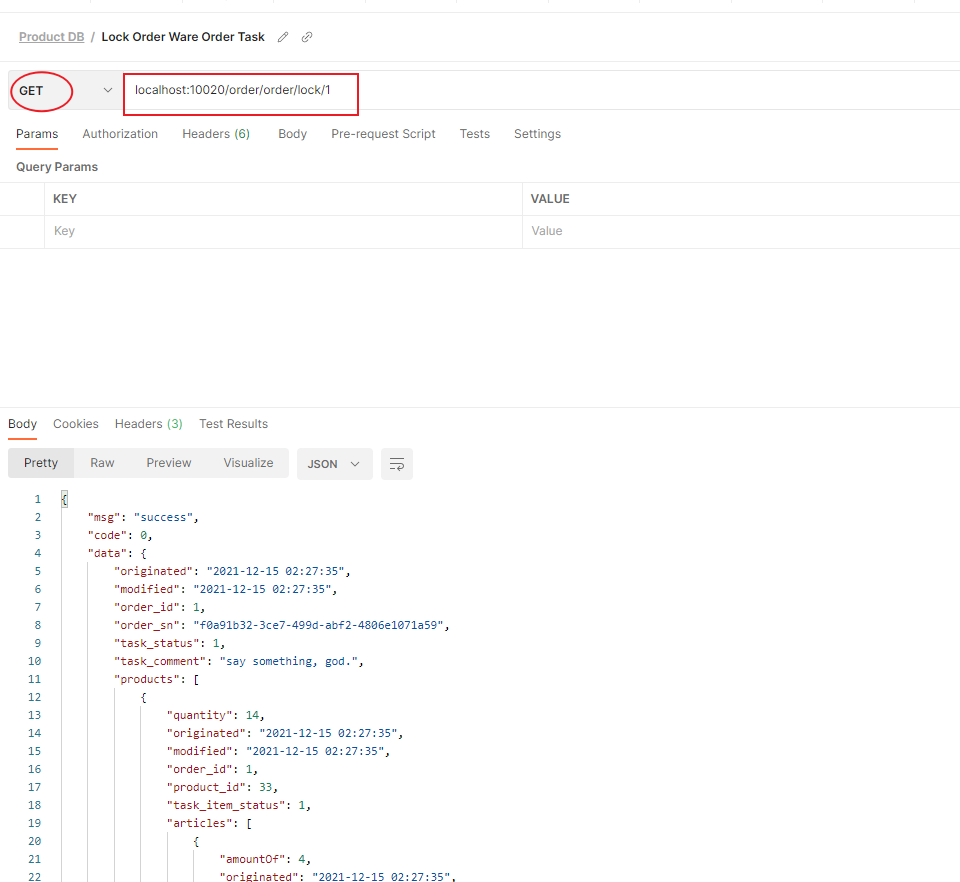 Product DB / Lock Order Ware Order Task
GET localhost:10020/order/order/lock/1
Params Authorization Headers (6) Body Pre-request Script Tests Settings
Query Params
KEY VALUE
Key Value
Body Cookies Headers (3) Test Results
Pretty Raw Preview Visualize JSON
1 {
2 "msg": "success",
3 "code": 0,
4 "data": {
5 "originated": "2021-12-15 02:27:35",
6 "modified": "2021-12-15 02:27:35",
7 "order_id": 1,
8 "order_sn": "f0a91b32-3ce7-499d-abf2-4806e1071a59",
9 "task_status": 1,
10 "task_comment": "say something, god.",
11 "products": [
12 {
13 "quantity": 14,
14 "originated": "2021-12-15 02:27:35",
15 "modified": "2021-12-15 02:27:35",
16 "order_id": 1,
17 "product_id": 33,
18 "task_item_status": 1,
19 "articles": [
20 {
21 "amountOf": 4,
22 "originated": "2021-12-15 02:27:35",